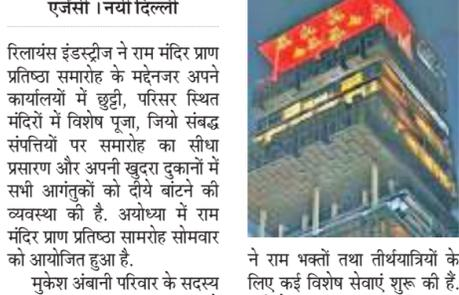 एजेंसी । नयी दिल्ली
रिलायंस इंडस्ट्रीज ने राम मंदिर प्राण
प्रतिष्ठा समारोह के मद्देनजर अपने
कार्यालयों में छुट्टी, परिसर स्थित
मंदिरों में विशेष पूजा, जियो संबद्ध
संपत्तियों पर समारोह का सीधा
प्रसारण और अपनी खुदरा दुकानों में
सभी आगंतुकों को दीये बांटने की
व्यवस्था की है. अयोध्या में राम
मंदिर प्राण प्रतिष्ठा सामरोह सोमवार
को आयोजित हुआ है.
मुकेश अंबानी परिवार के सदस्य
ने राम भक्तों तथा तीर्थयात्रियों के
लिए कई विशेष सेवाएं शुरू की हैं.